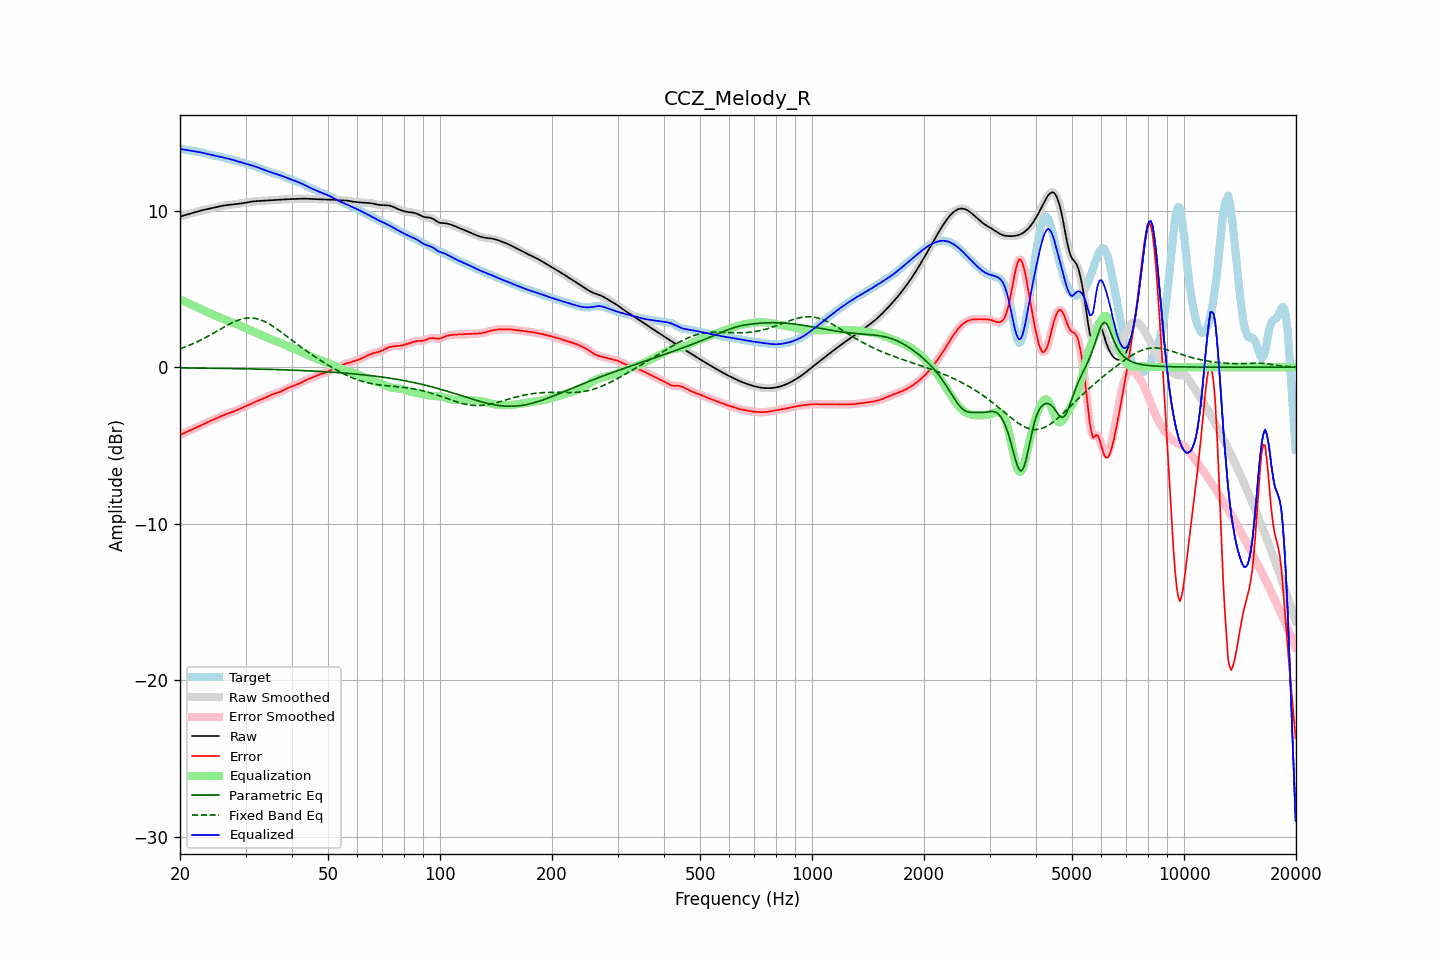 CCZ_Melody_R
Amplitude (dBr)
10
0
−10
−20
−30
Target
Raw Smoothed
Error Smoothed
Raw
Error
Equalization
Parametric Eq
Fixed Band Eq
Equalized
20 50 100 200 500 1000 2000 5000 10000 20000
Frequency (Hz)